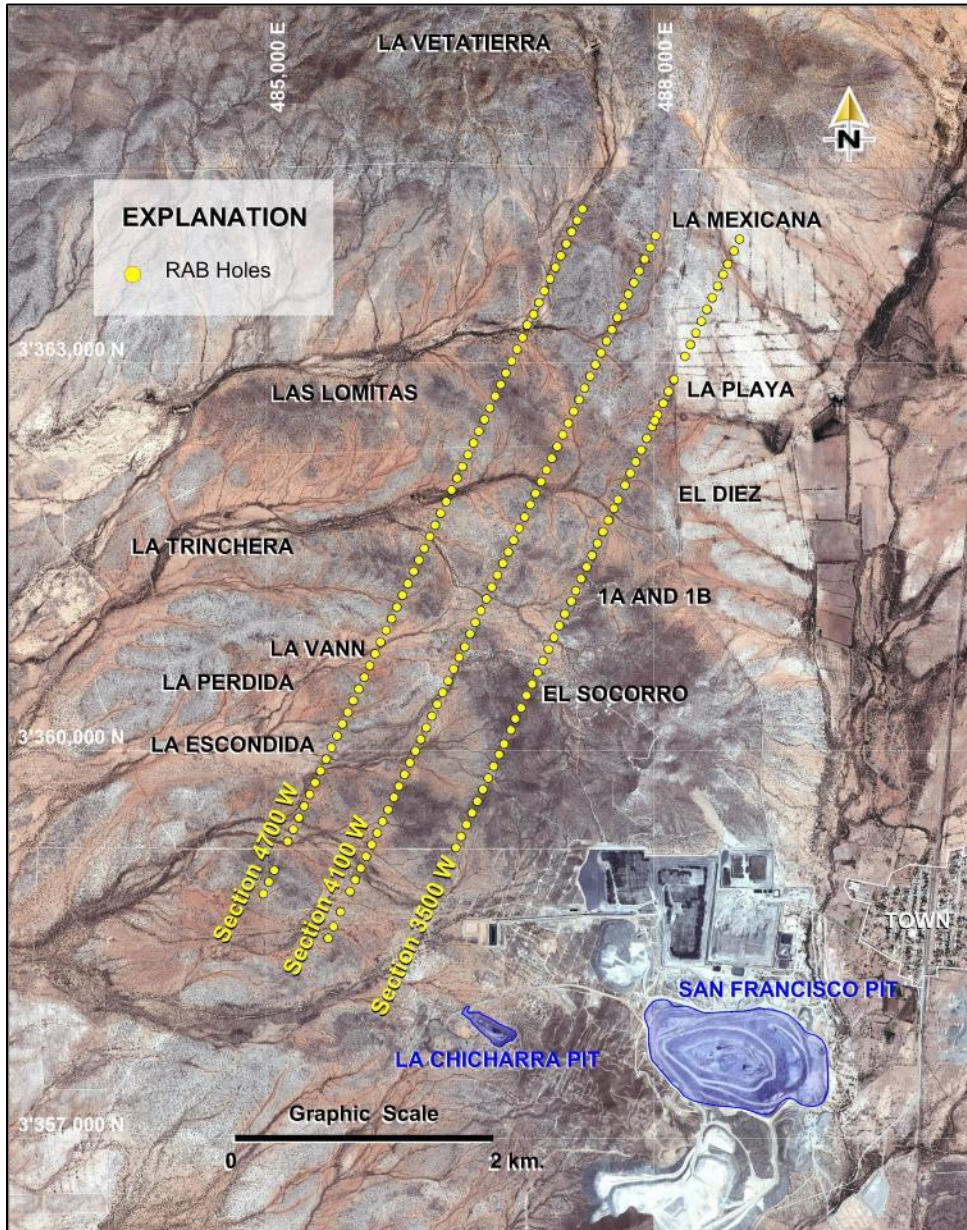 LA VETATIERRA
485,000 E
488,000 E
N
EXPLANATION
RAB Holes
LA MEXICANA
3'363,000 N
LAS LOMITAS
LA PLAYA
EL DIEZ
LA TRINCHERA
1A AND 1B
LA VANN
LA PERDIDA
EL SOCORRO
LA ESCONDIDA
3'360,000 N
Section 4700 W
Section 4100 W
Section 3500 W
TOWN
SAN FRANCISCO PIT
LA CHICHARRA PIT
3'357,000 N
Graphic Scale
0 2 km.